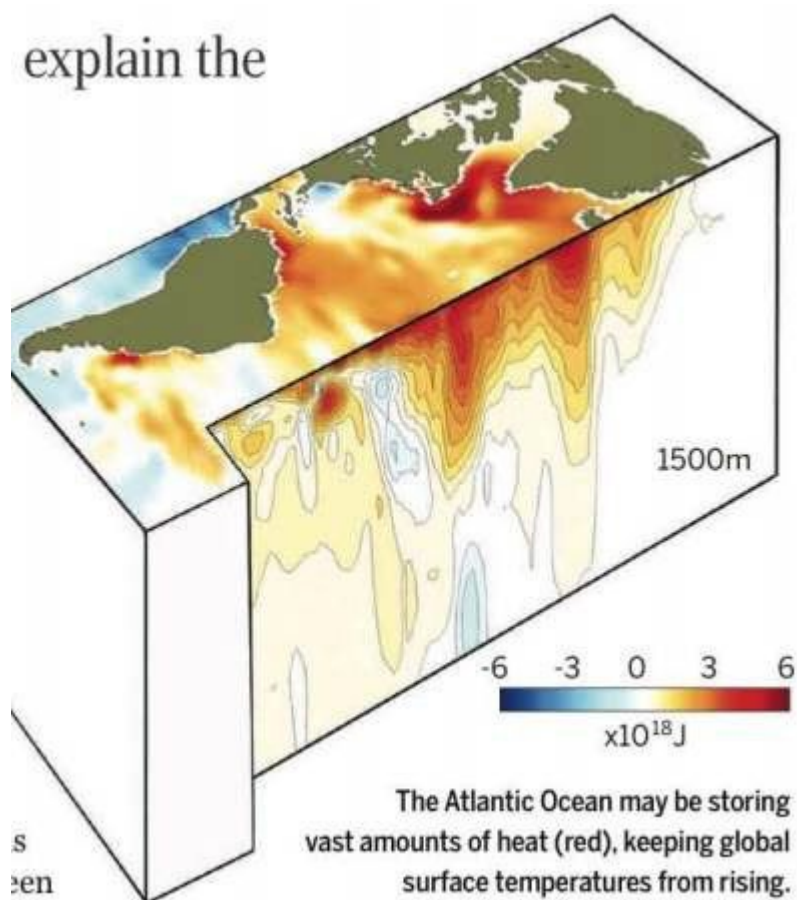 explain the
1500m
-6 -3 0 3 6
x10¹⁸J
The Atlantic Ocean may be storing
vast amounts of heat (red), keeping global
surface temperatures from rising.